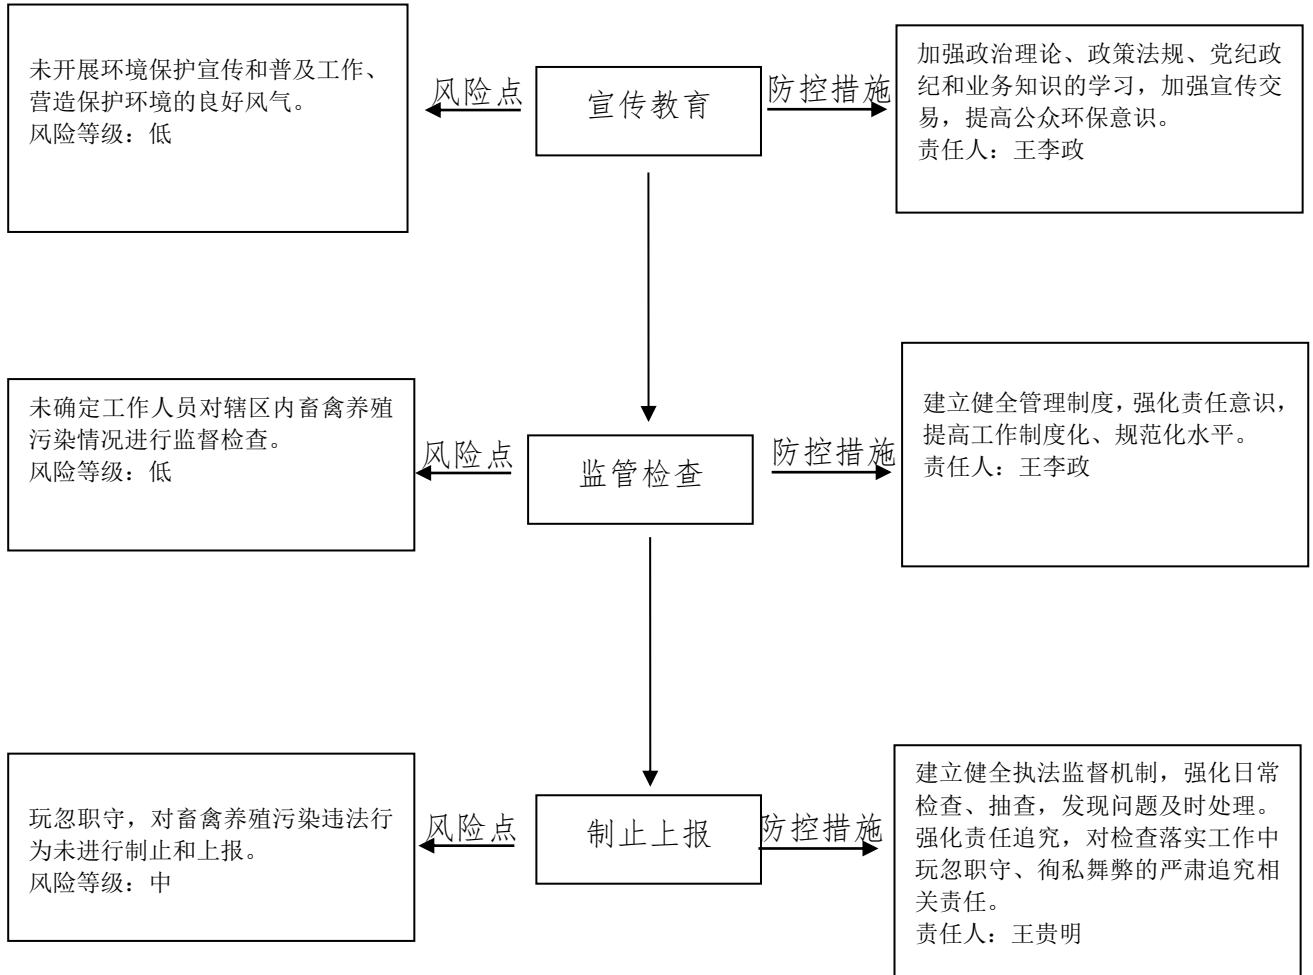 未开展环境保护宣传和普及工作、
营造保护环境的良好风气。
风险等级：低
风险点
宣传教育
防控措施
加强政治理论、政策法规、党纪政
纪和业务知识的学习，加强宣传交
易，提高公众环保意识。
责任人：王李政
未确定工作人员对辖区内畜禽养殖
污染情况进行监督检查。
风险等级：低
风险点
监管检查
防控措施
建立健全管理制度，强化责任意识，
提高工作制度化、规范化水平。
责任人：王李政
玩忽职守，对畜禽养殖污染违法行
为未进行制止和上报。
风险等级：中
风险点
制止上报
防控措施
建立健全执法监督机制，强化日常
检查、抽查，发现问题及时处理。
强化责任追究，对检查落实工作中
玩忽职守、徇私舞弊的严肃追究相
关责任。
责任人：王贵明